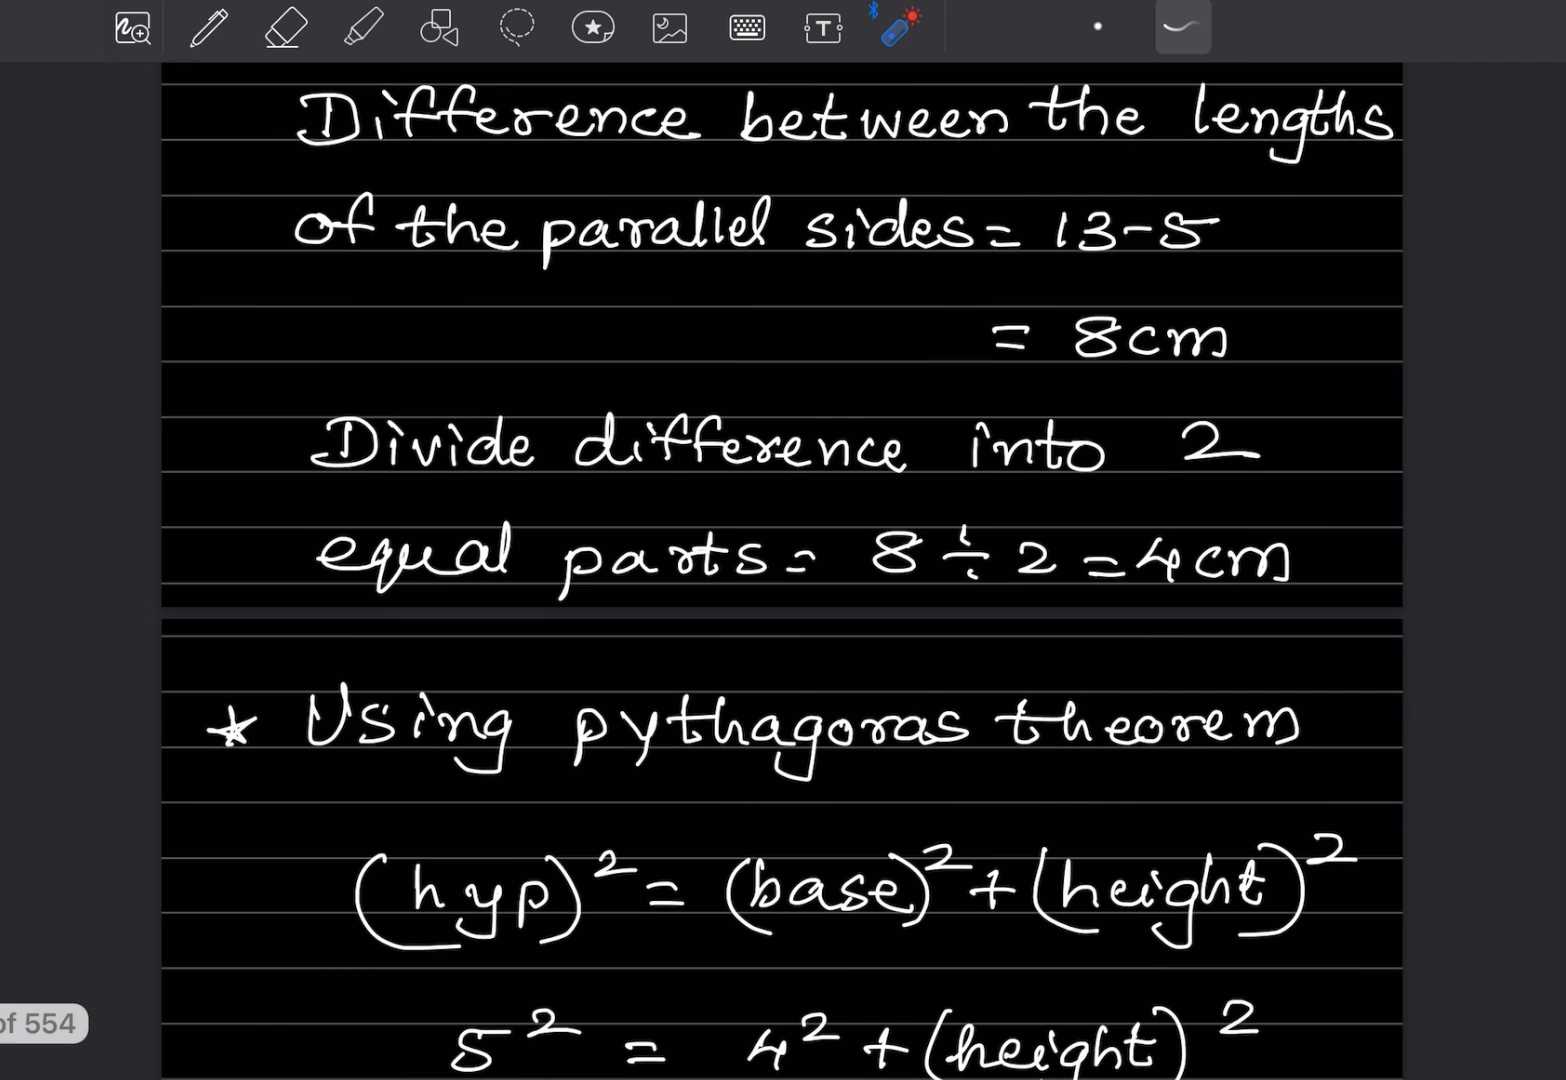 T
Difference between the lengths
of the parallel sides = 13-5
= 8cm
Divide difference into 2
equal parts = 8 ÷ 2 = 4cm
* Using pythagoras theorem
(hyp)² = (base)² + (height)²
of 554
5² = 4² + (height)²